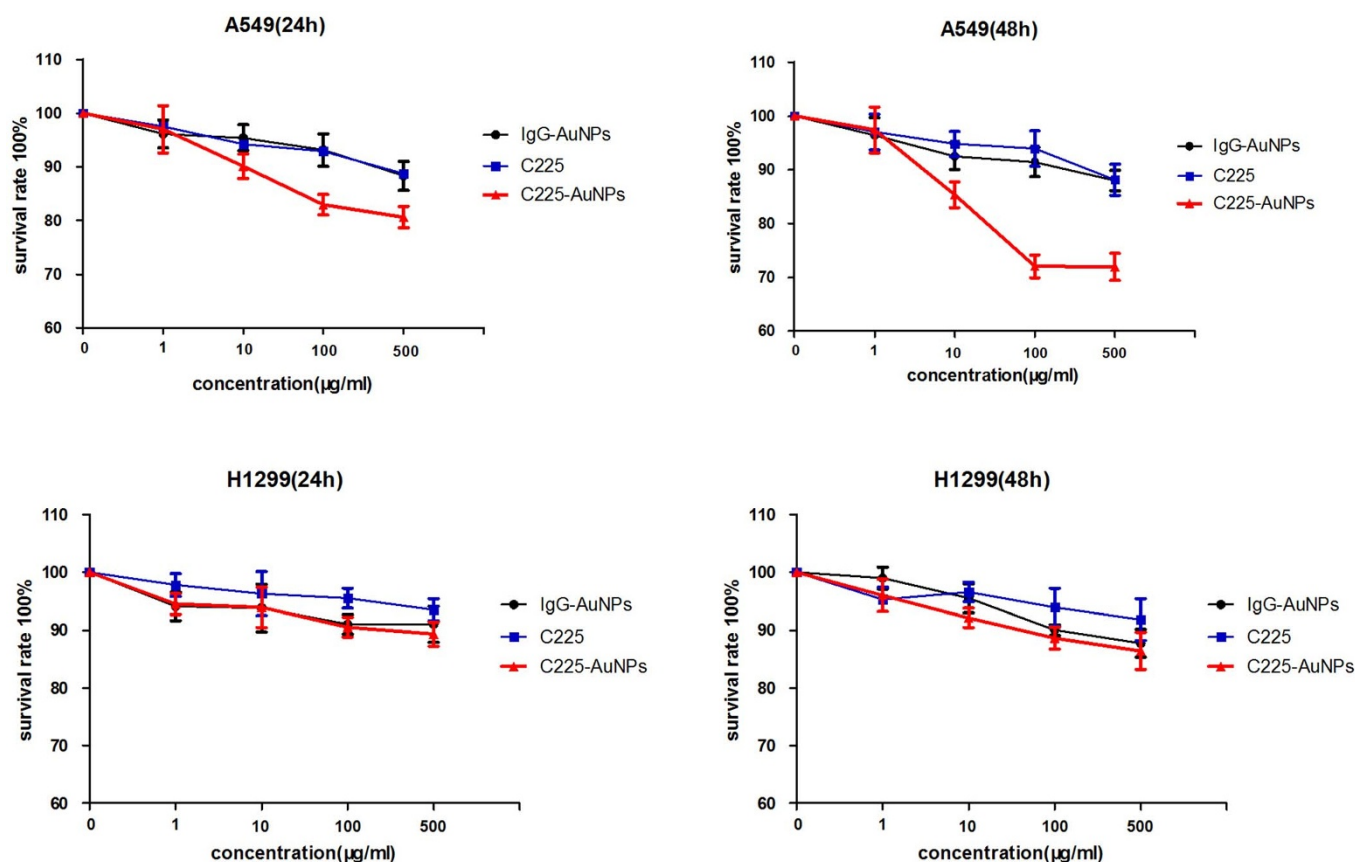 A549(24h)
110
100
90
80
70
60
survival rate 100%
0 1 10 100 500
concentration(µg/ml)
IgG-AuNPs
C225
C225-AuNPs
A549(48h)
110
100
90
80
70
60
survival rate 100%
0 1 10 100 500
concentration(µg/ml)
IgG-AuNPs
C225
C225-AuNPs
H1299(24h)
110
100
90
80
70
60
survival rate 100%
0 1 10 100 500
concentration(µg/ml)
IgG-AuNPs
C225
C225-AuNPs
H1299(48h)
110
100
90
80
70
60
survival rate 100%
0 1 10 100 500
concentration(µg/ml)
IgG-AuNPs
C225
C225-AuNPs